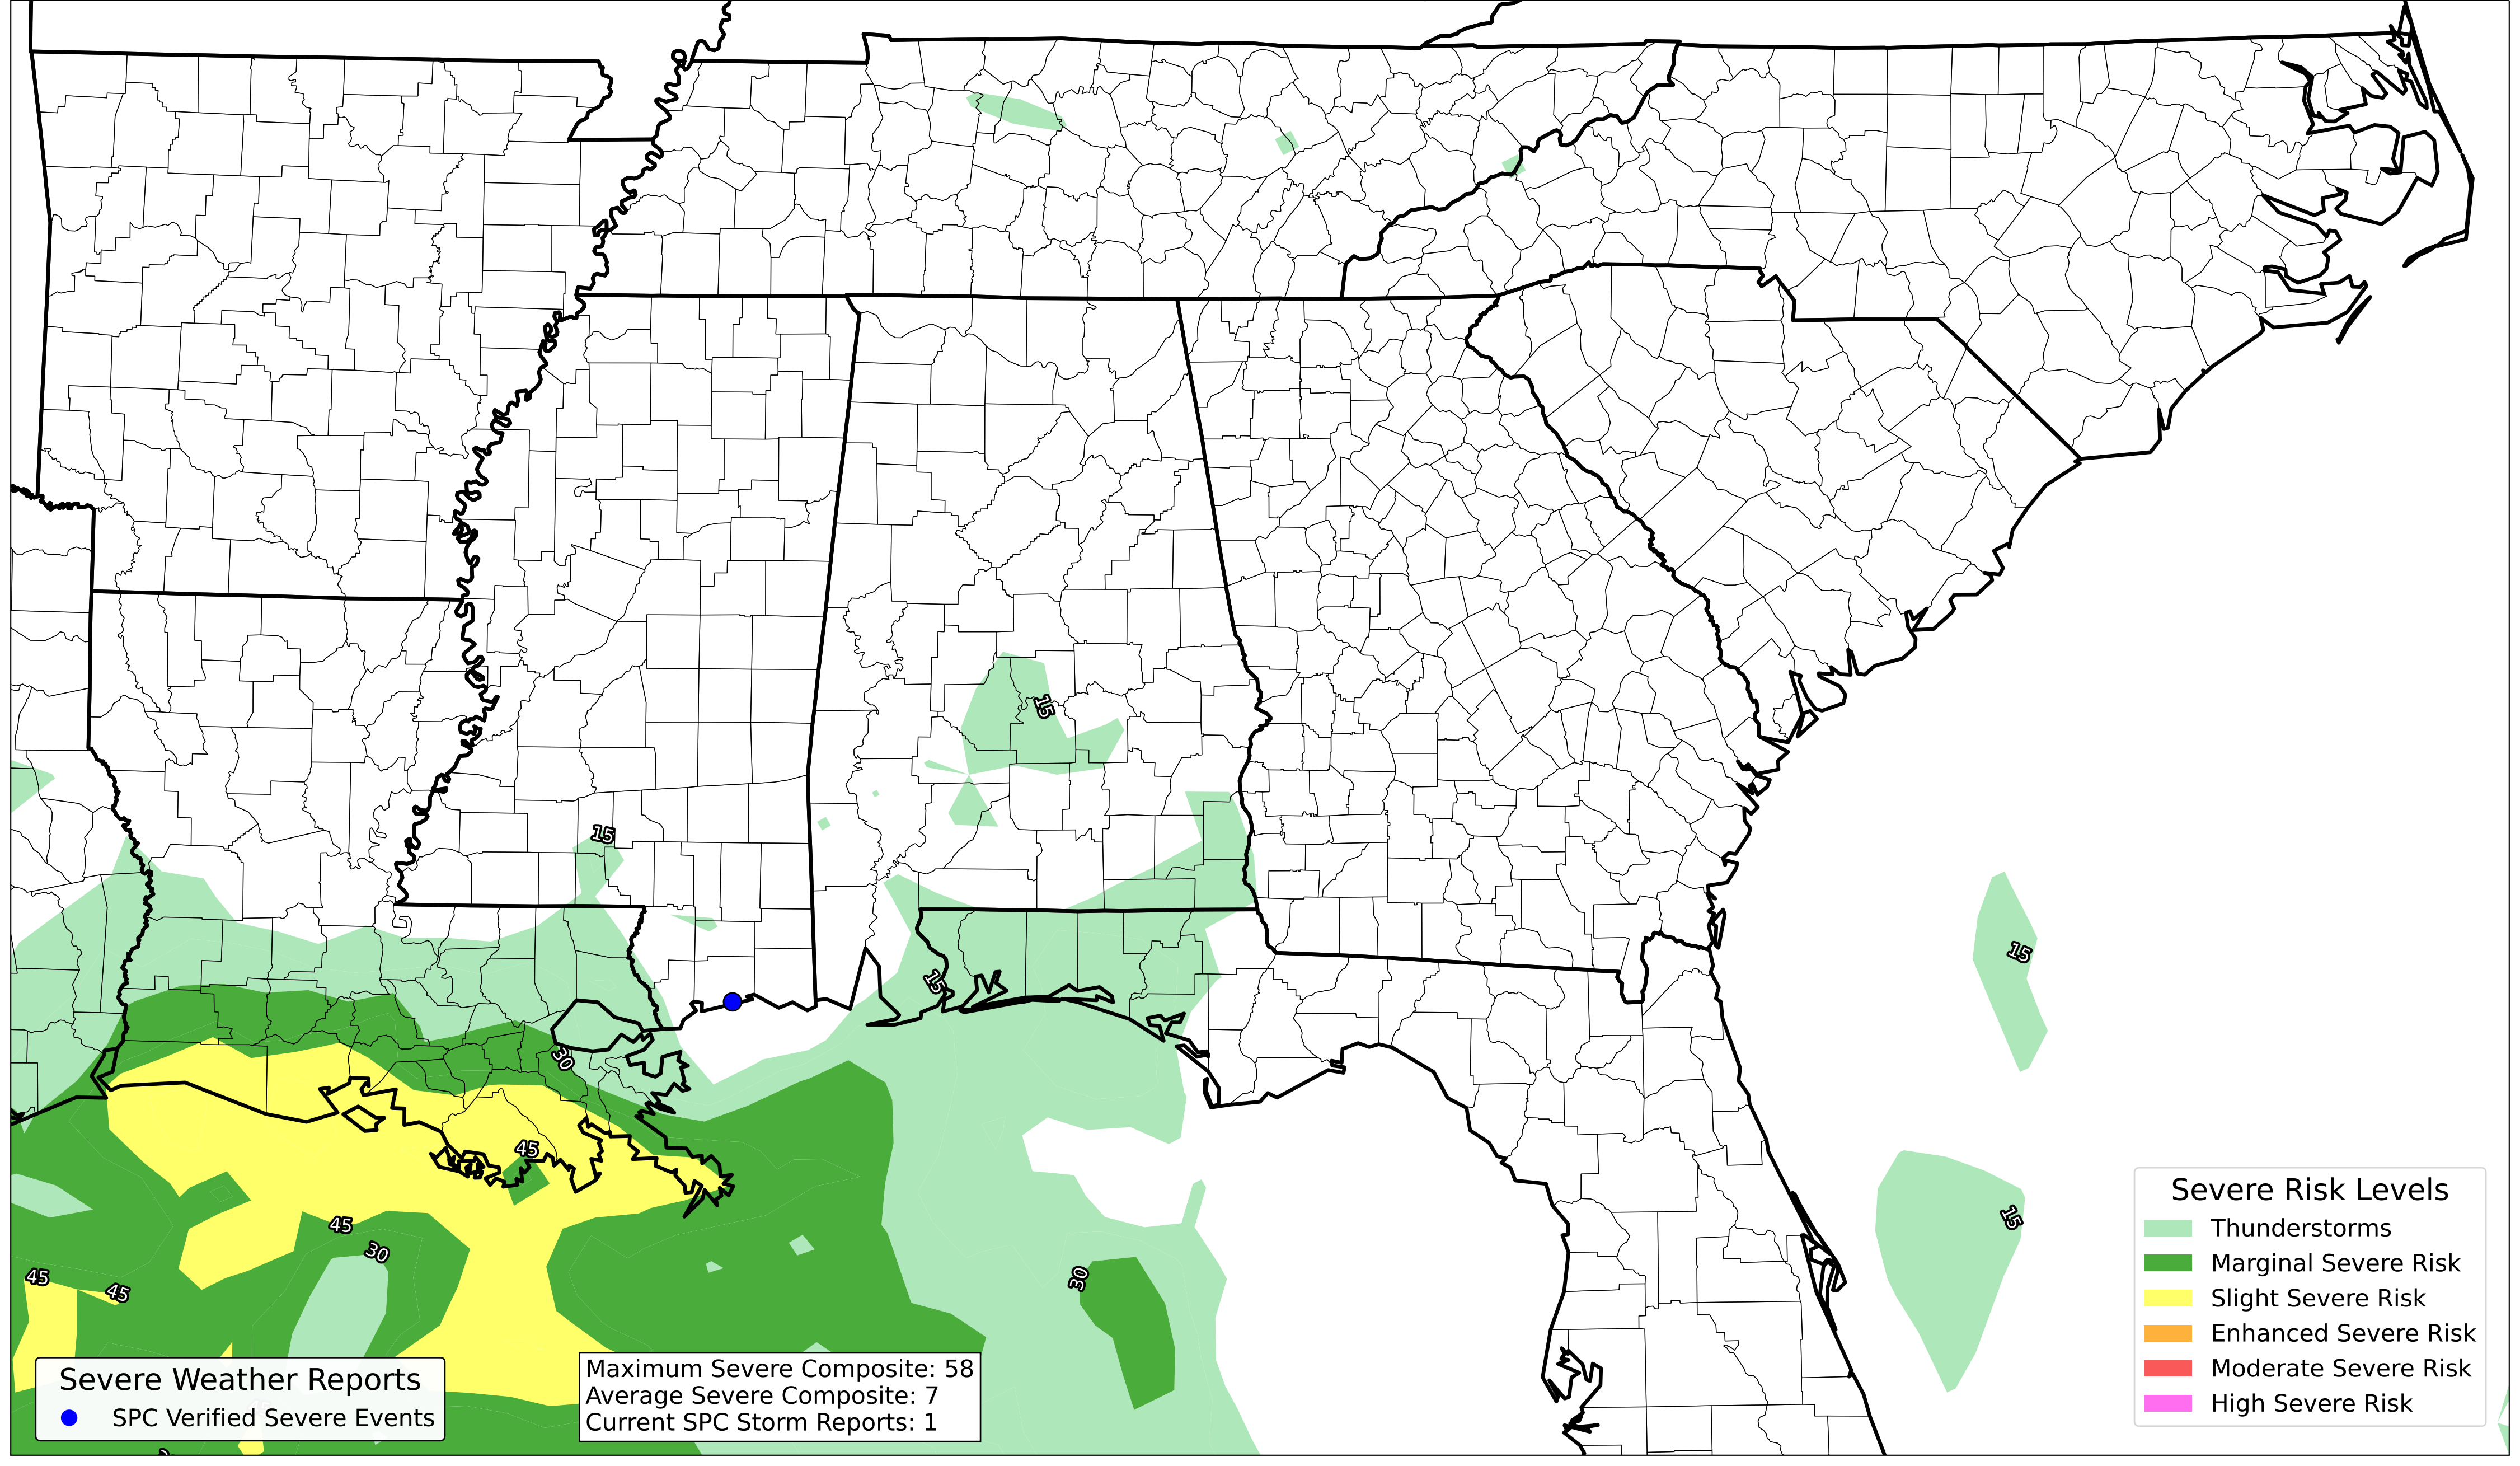 15
15
15
15
30
45
15
45
30
45
45
30
Severe Risk Levels
Thunderstorms
Marginal Severe Risk
Slight Severe Risk
Enhanced Severe Risk
Moderate Severe Risk
High Severe Risk
Severe Weather Reports
SPC Verified Severe Events
Maximum Severe Composite: 58
Average Severe Composite: 7
Current SPC Storm Reports: 1